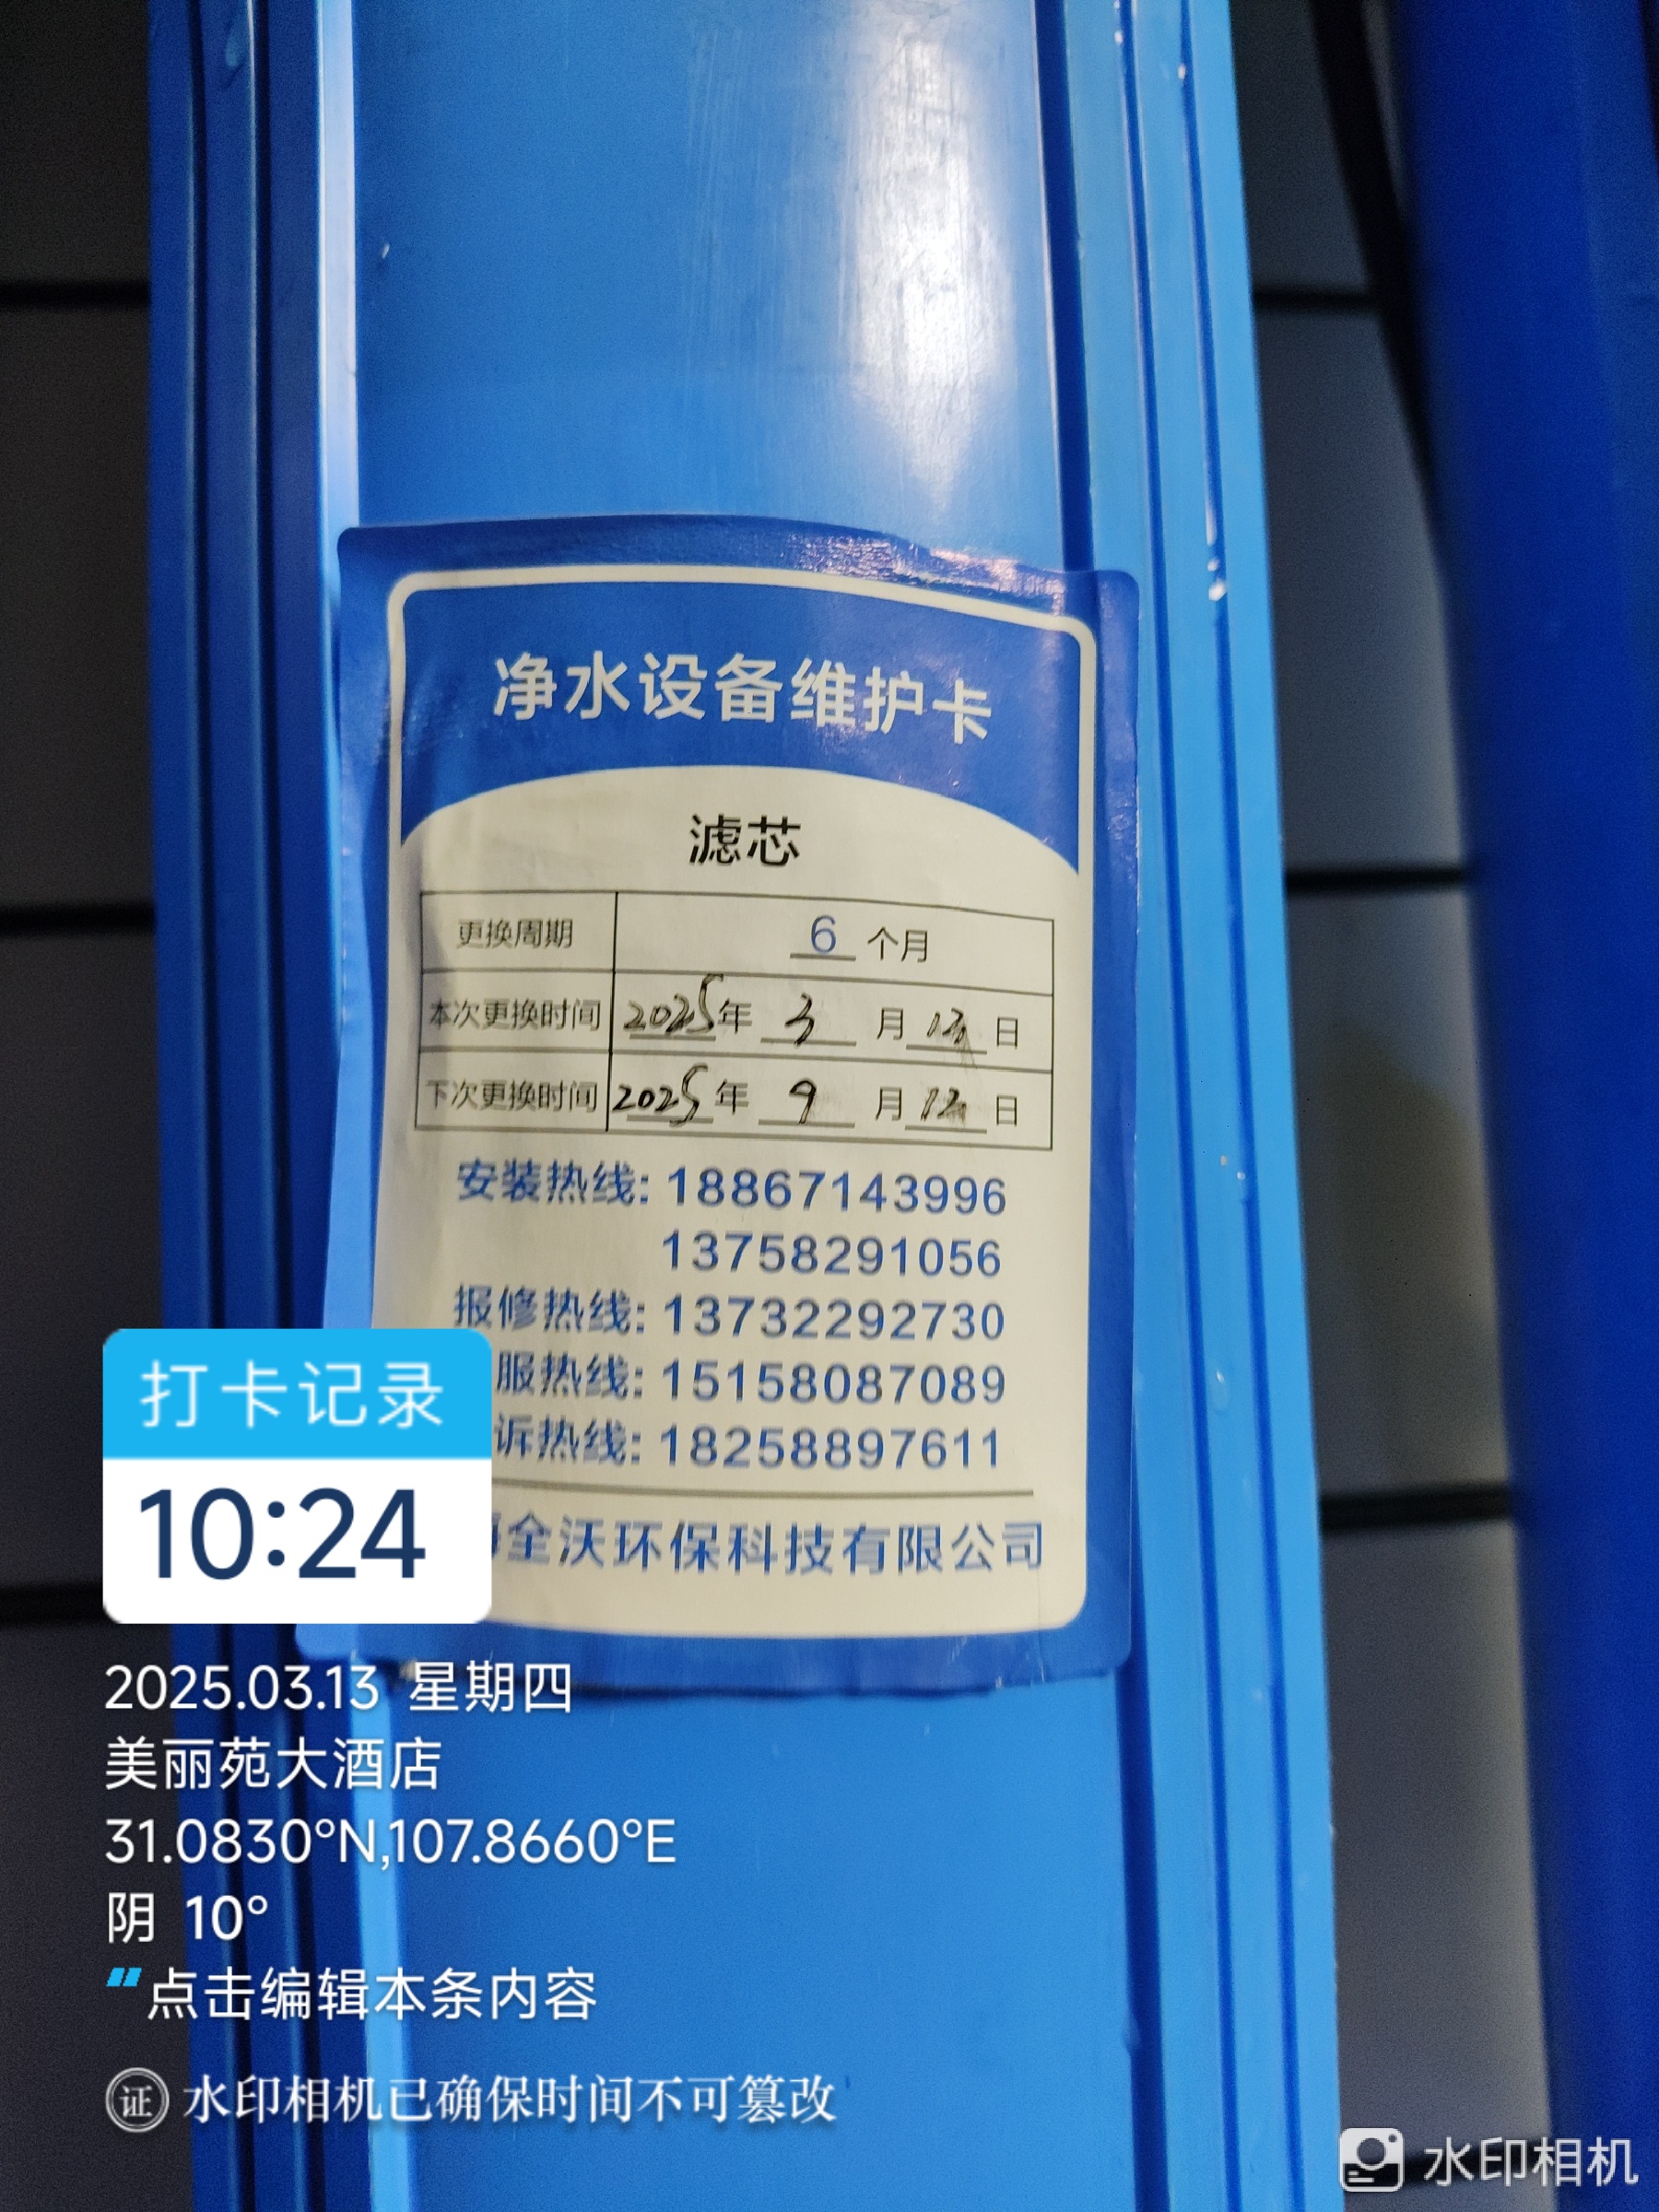 净水设备维护卡
滤芯
更换周期 6 个月
本次更换时间 2025年 3 月 13 日
下次更换时间 2025年 9 月 12 日
安装热线: 18867143996
13758291056
报修热线: 13732292730
服热线: 15158087089
诉热线: 18258897611
全沃环保科技有限公司
打卡记录
10:24
2025.03.13 星期四
美丽苑大酒店
31.0830°N,107.8660°E
阴 10°
点击编辑本条内容
证 水印相机已确保时间不可篡改
水印相机